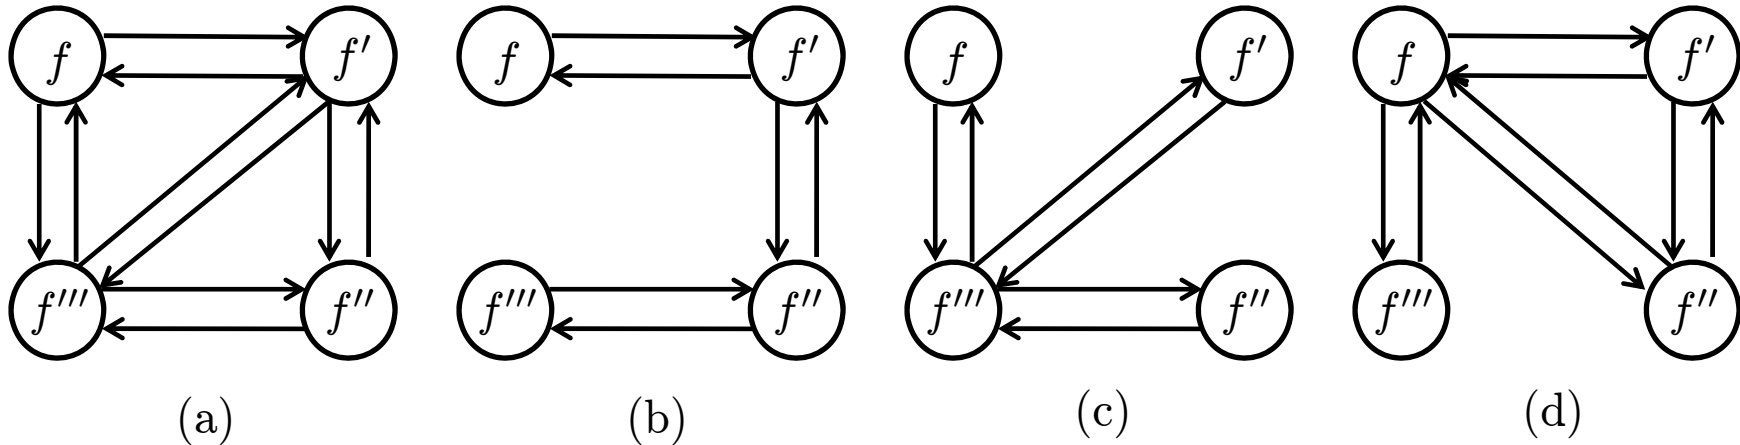 f f′ f f′ f f′ f f′
f‴ f″ f‴ f″ f‴ f″ f‴ f″
(a) (b) (c) (d)